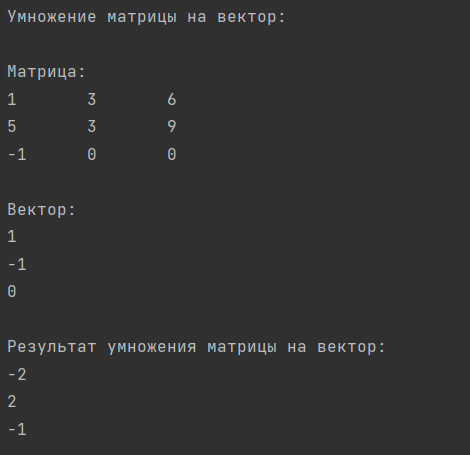 Умножение матрицы на вектор:
Матрица:
1 3 6
5 3 9
-1 0 0
Вектор:
1
-1
0
Результат умножения матрицы на вектор:
-2
2
-1